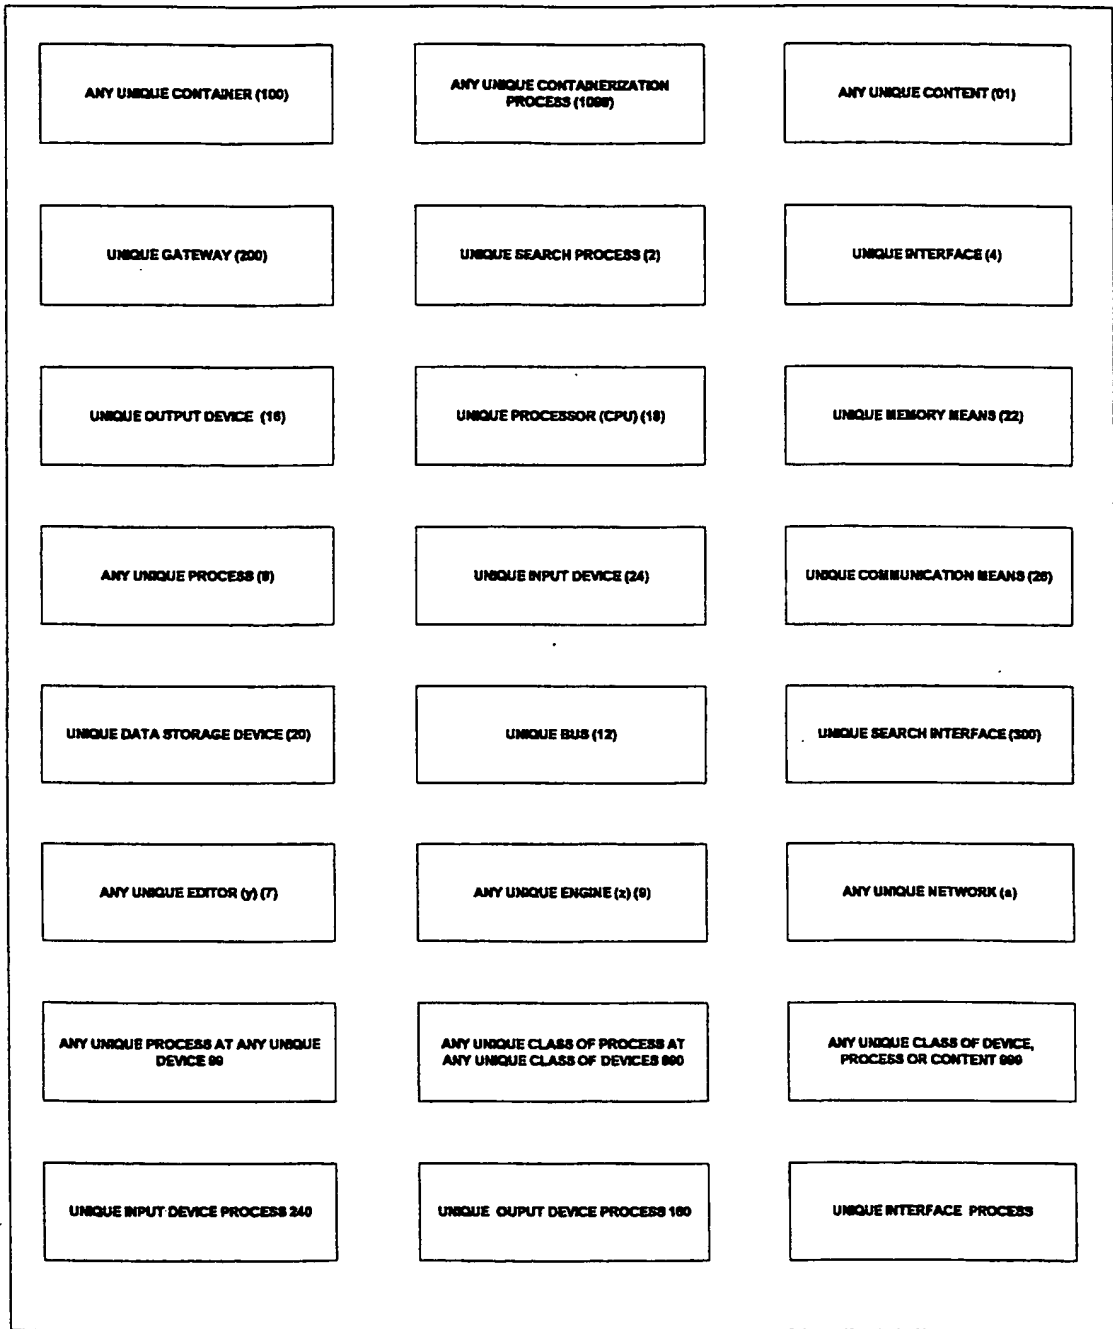 ANY UNIQUE CONTAINER (100)
ANY UNIQUE CONTAINERIZATION
PROCESS (1098)
ANY UNIQUE CONTENT (01)
UNIQUE GATEWAY (200)
UNIQUE SEARCH PROCESS (2)
UNIQUE INTERFACE (4)
UNIQUE OUTPUT DEVICE (16)
UNIQUE PROCESSOR (CPU) (18)
UNIQUE MEMORY MEANS (22)
ANY UNIQUE PROCESS (8)
UNIQUE INPUT DEVICE (24)
UNIQUE COMMUNICATION MEANS (26)
UNIQUE DATA STORAGE DEVICE (20)
UNIQUE BUS (12)
UNIQUE SEARCH INTERFACE (300)
ANY UNIQUE EDITOR (y) (7)
ANY UNIQUE ENGINE (z) (9)
ANY UNIQUE NETWORK (a)
ANY UNIQUE PROCESS AT ANY UNIQUE
DEVICE 99
ANY UNIQUE CLASS OF PROCESS AT
ANY UNIQUE CLASS OF DEVICES 990
ANY UNIQUE CLASS OF DEVICE,
PROCESS OR CONTENT 999
UNIQUE INPUT DEVICE PROCESS 240
UNIQUE OUPUT DEVICE PROCESS 160
UNIQUE INTERFACE PROCESS